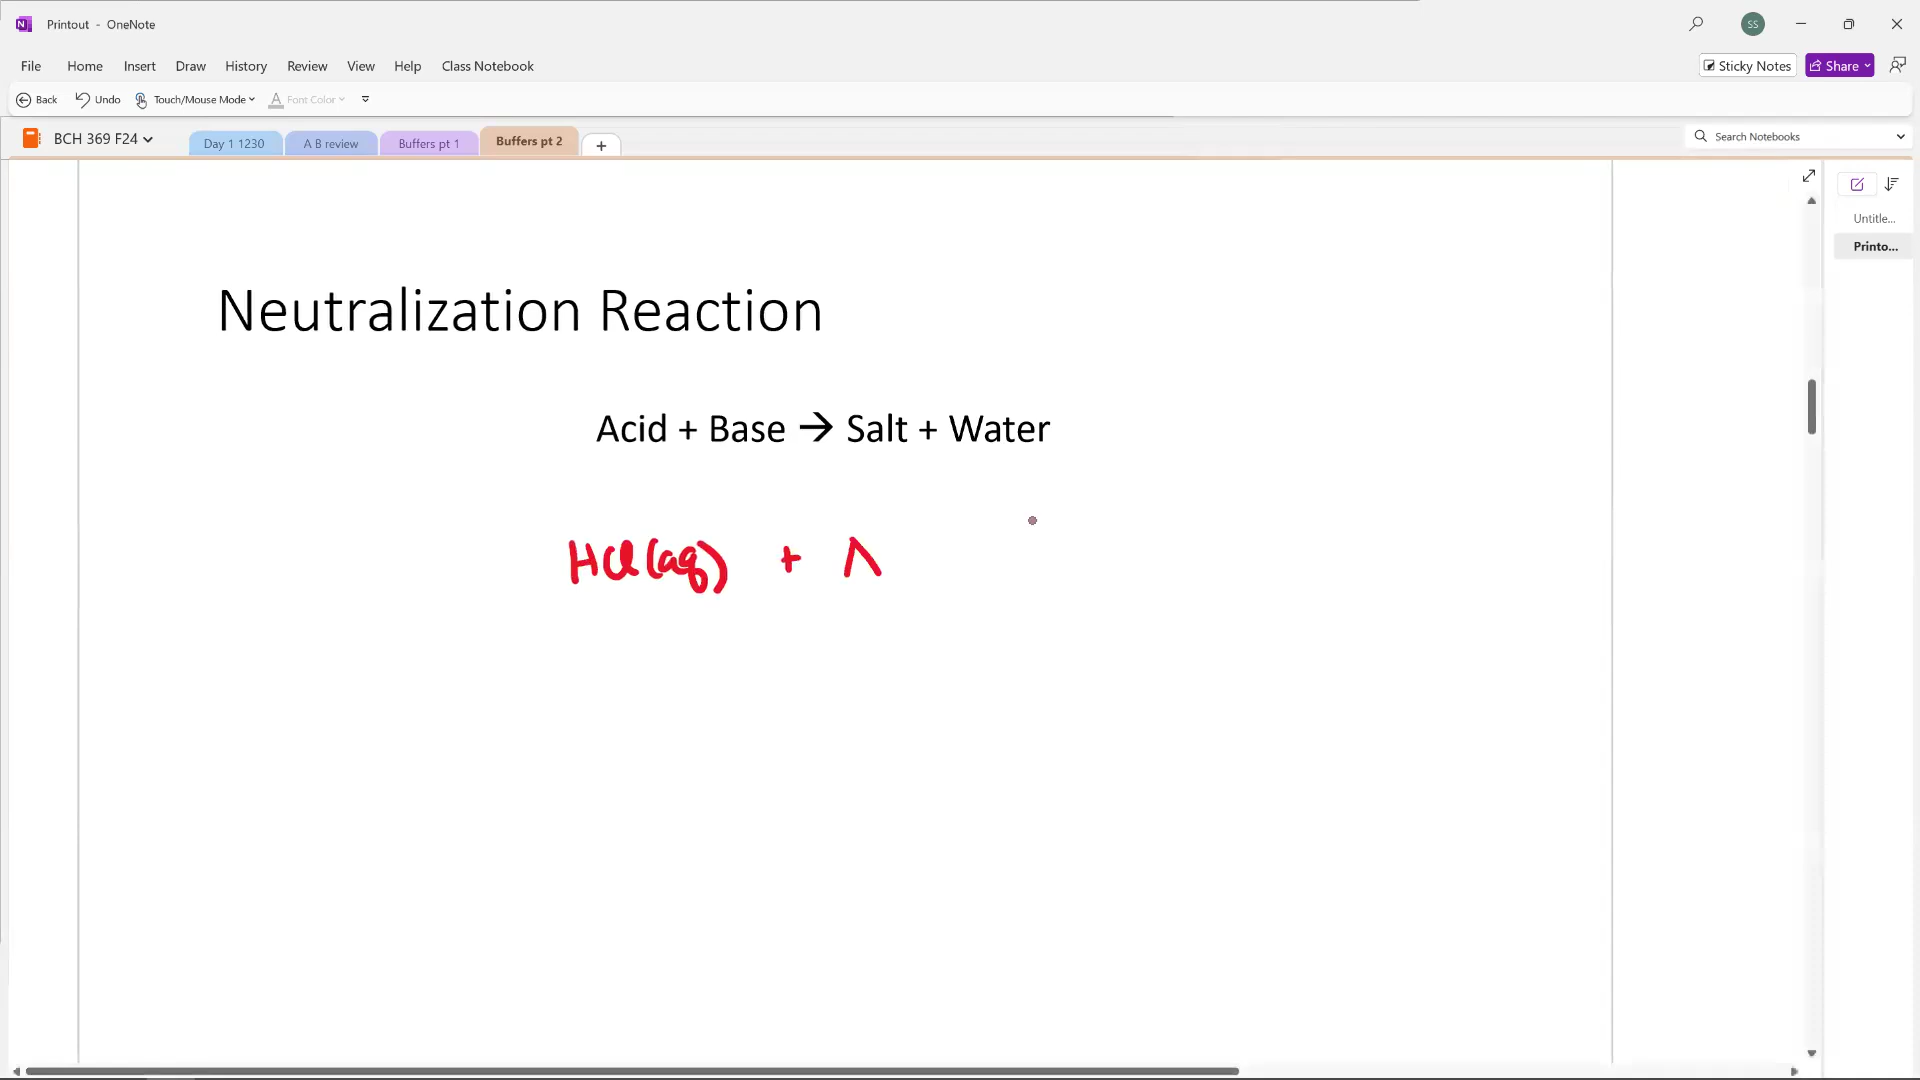 Printout - OneNote
SS
File Home Insert Draw History Review View Help Class Notebook
Sticky Notes Share
Back Undo Touch/Mouse Mode A Font Color
BCH 369 F24 Day 1 1230 A B review Buffers pt 1 Buffers pt 2 +
Search Notebooks
Untitle...
Printo...
Neutralization Reaction
Acid + Base → Salt + Water
HCl(aq) +